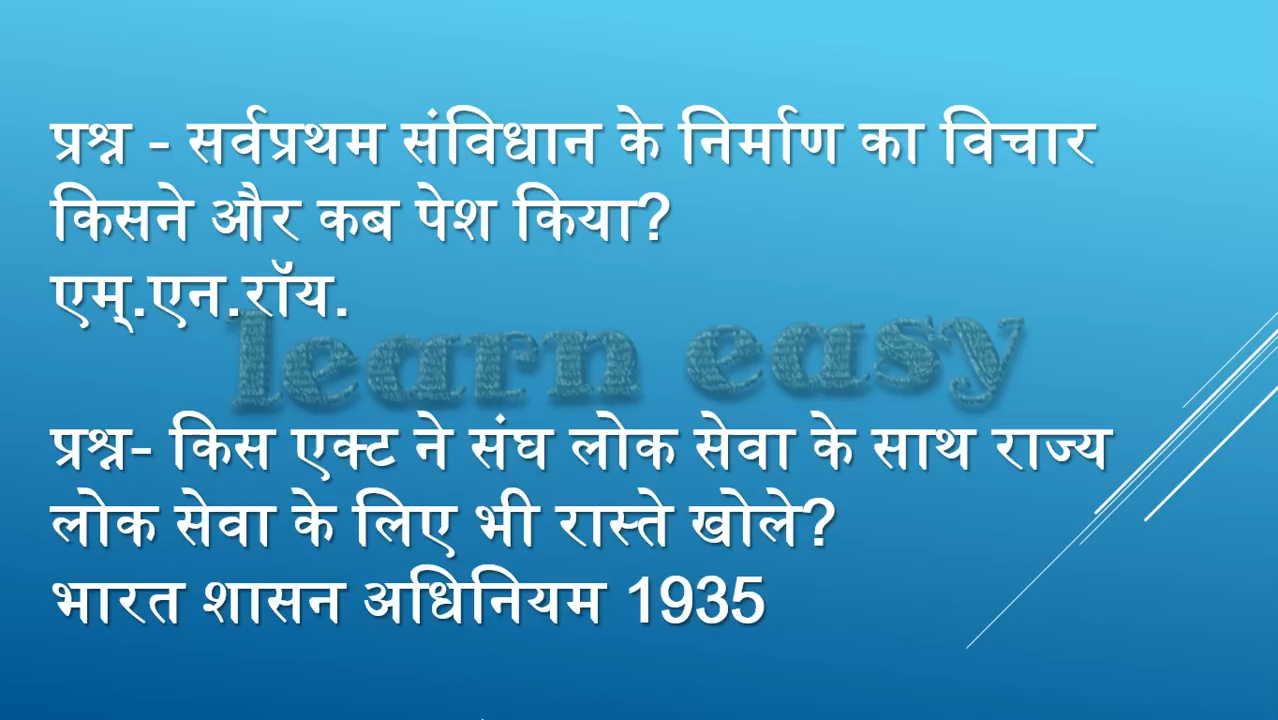 प्रश्न - सर्वप्रथम संविधान के निर्माण का विचार
किसने और कब पेश किया?
एम्.एन.रॉय.
learn easy
प्रश्न- किस एक्ट ने संघ लोक सेवा के साथ राज्य
लोक सेवा के लिए भी रास्ते खोले?
भारत शासन अधिनियम 1935